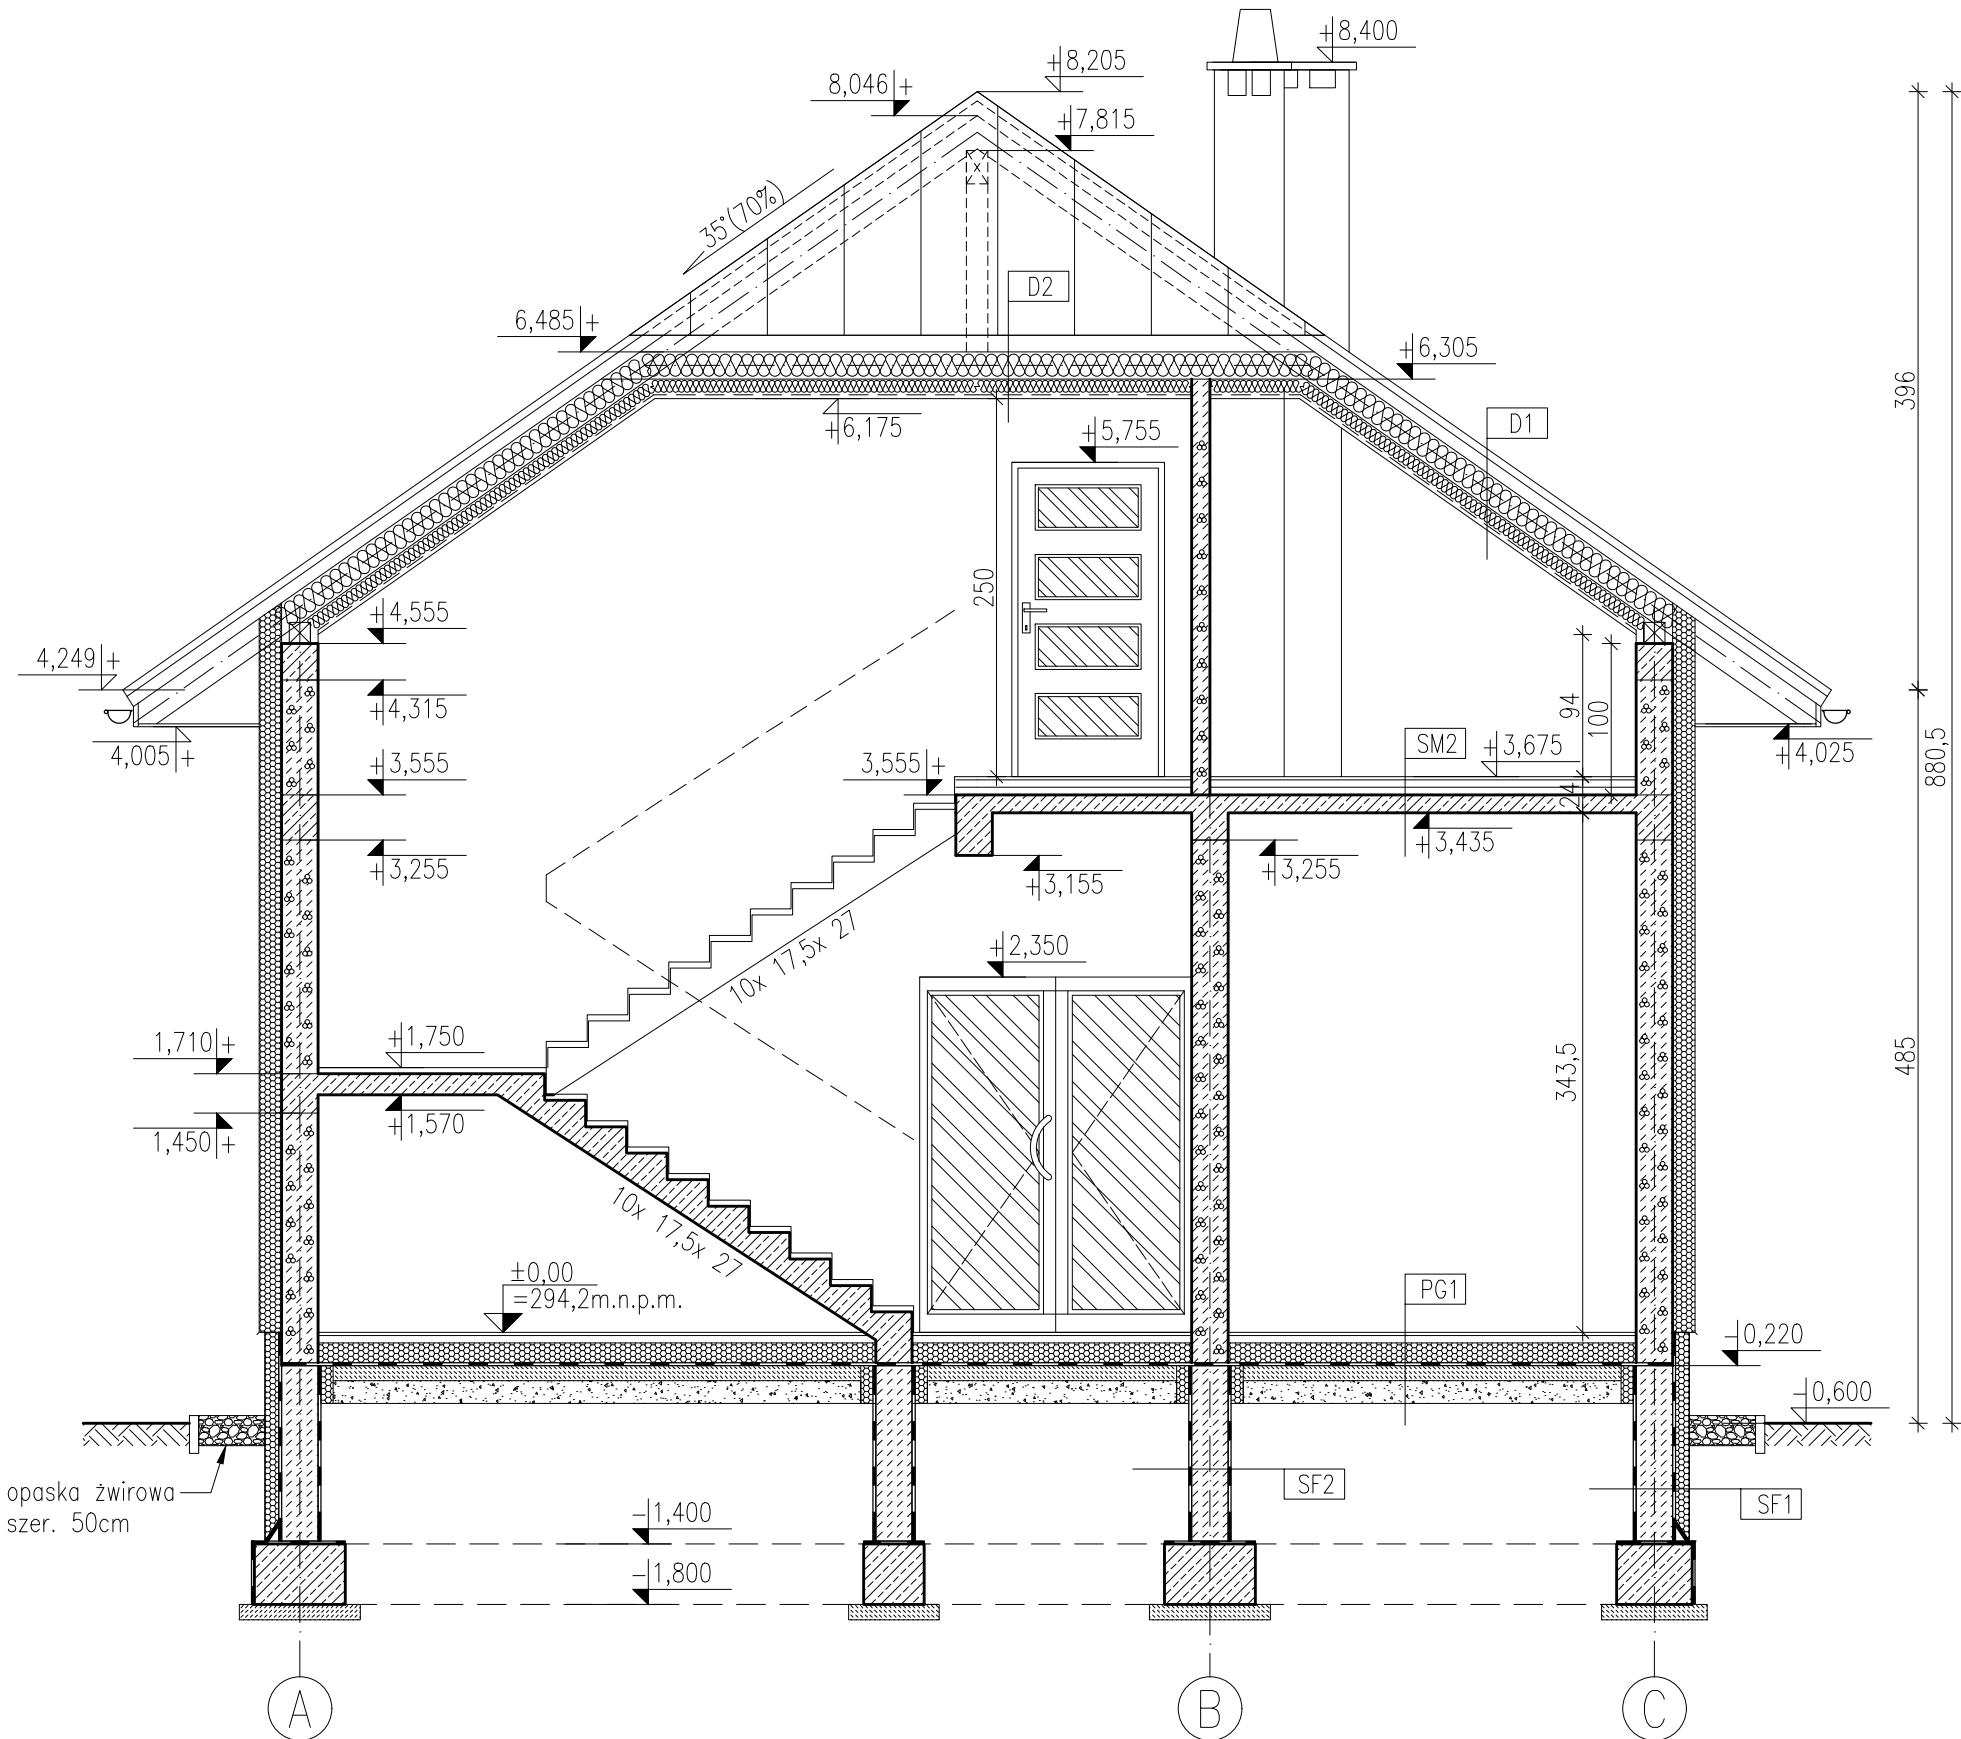 +8,400
+8,205
8,046+
+7,815
35°(70%)
D2
6,485+
+6,305
396
+6,175
D1
+5,755
250
+4,555
4,249+
94
100
+4,315
SM2
+3,675
4,005+
+4,025
880,5
+3,555
3,555+
24
+3,435
+3,255
+3,155
+3,255
10x 17,5x 27
+2,350
1,710+
+1,750
485
343,5
1,450+
+1,570
10x 17,5x 27
±0,00
=294,2m.n.p.m.
PG1
-0,220
-0,600
opaska żwirowa
szer. 50cm
SF2
SF1
-1,400
-1,800
A
B
C